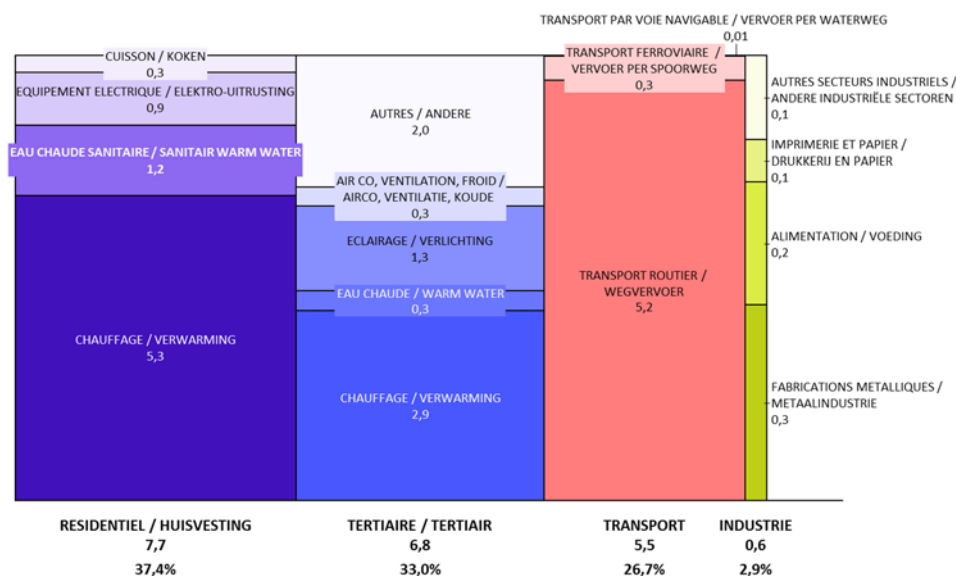 TRANSPORT PAR VOIE NAVIGABLE / VERVOER PER WATERWEG
0,01
CUISSON / KOKEN
0,3
EQUIPEMENT ELECTRIQUE / ELEKTRO-UITRUSTING
0,9
EAU CHAUDE SANITAIRE / SANITAIR WARM WATER
1,2
CHAUFFAGE / VERWARMING
5,3
AUTRES / ANDERE
2,0
AIR CO, VENTILATION, FROID /
AIRCO, VENTILATIE, KOUDE
0,3
ECLAIRAGE / VERLICHTING
1,3
EAU CHAUDE / WARM WATER
0,3
CHAUFFAGE / VERWARMING
2,9
TRANSPORT FERROVIAIRE /
VERVOER PER SPOORWEG
0,3
TRANSPORT ROUTIER /
WEGVERVOER
5,2
AUTRES SECTEURS INDUSTRIELS /
ANDERE INDUSTRIËLE SECTOREN
0,1
IMPRIMERIE ET PAPIER /
DRUKKERIJ EN PAPIER
0,1
ALIMENTATION / VOEDING
0,2
FABRICATIONS METALLIQUES /
METAALINDUSTRIE
0,3
RESIDENTIEL / HUISVESTING
7,7
37,4%
TERTIAIRE / TERTIAIR
6,8
33,0%
TRANSPORT
5,5
26,7%
INDUSTRIE
0,6
2,9%